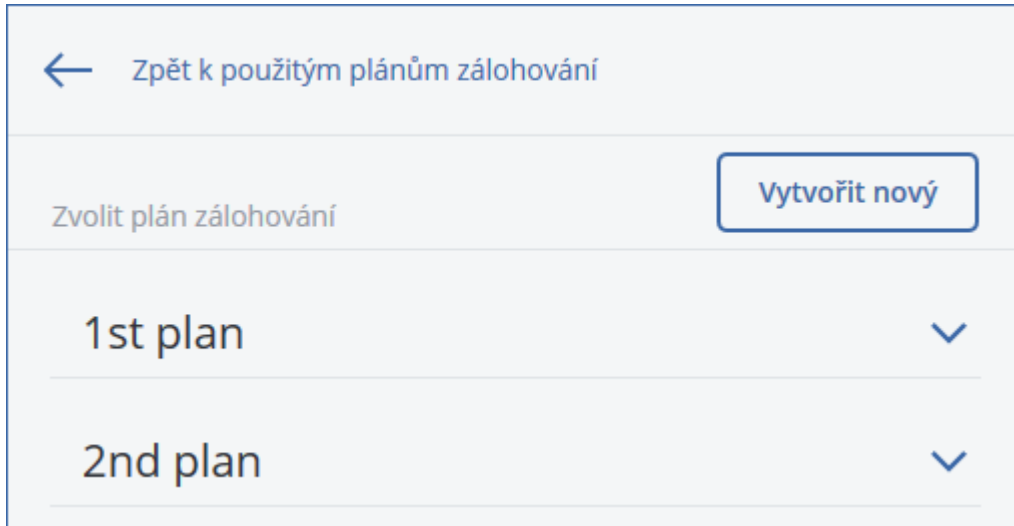 Zpět k použitým plánům zálohování
Zvolit plán zálohování
Vytvořit nový
1st plan
2nd plan